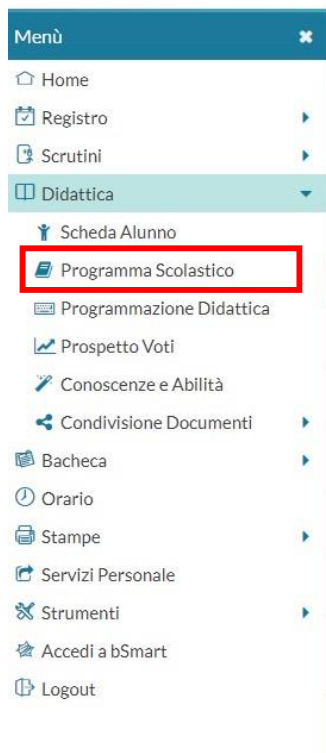 Menù
Home
Registro
Scrutini
Didattica
Scheda Alunno
Programma Scolastico
Programmazione Didattica
Prospetto Voti
Conoscenze e Abilità
Condivisione Documenti
Bacheca
Orario
Stampe
Servizi Personale
Strumenti
Accedi a bSmart
Logout